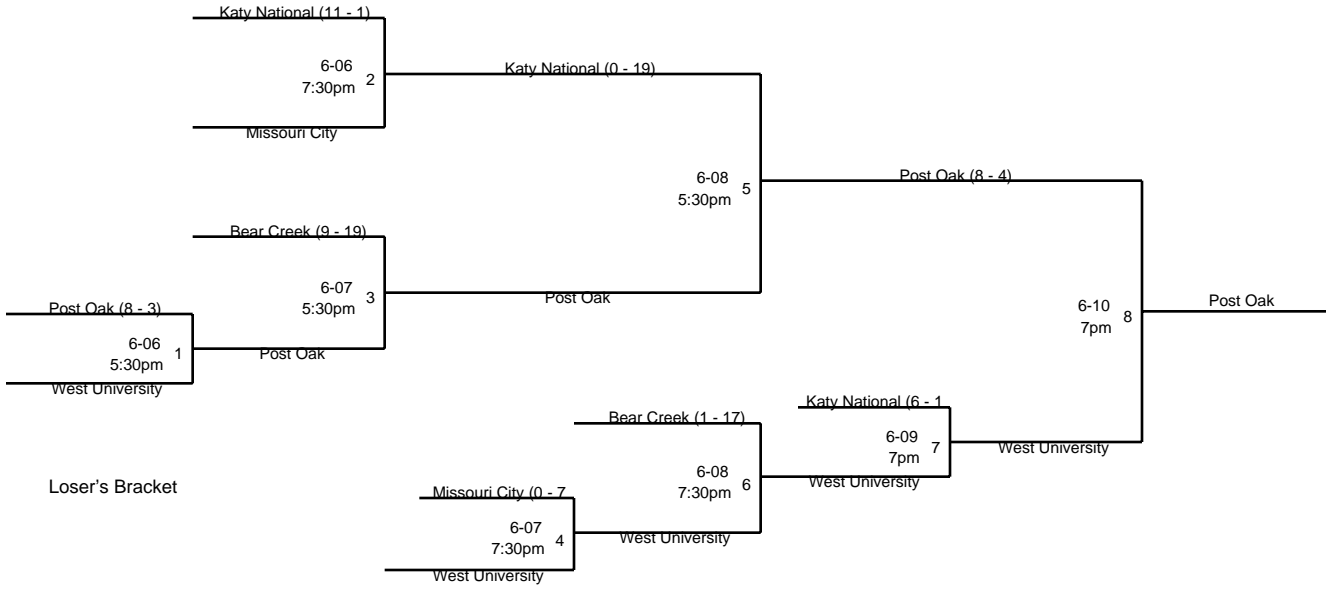 Katy National (11 - 1)
6-06
7:30pm 2
Missouri City
Katy National (0 - 19)
6-08
5:30pm 5
Post Oak (8 - 4)
Bear Creek (9 - 19)
6-07
5:30pm 3
Post Oak
Post Oak (8 - 3)
6-06
5:30pm 1
Post Oak
West University
6-10
7pm 8
Post Oak
Katy National (6 - 1
6-09
7pm 7
West University
Bear Creek (1 - 17)
6-08
7:30pm 6
West University
Loser's Bracket
Missouri City (0 - 7
6-07
7:30pm 4
West University
West University